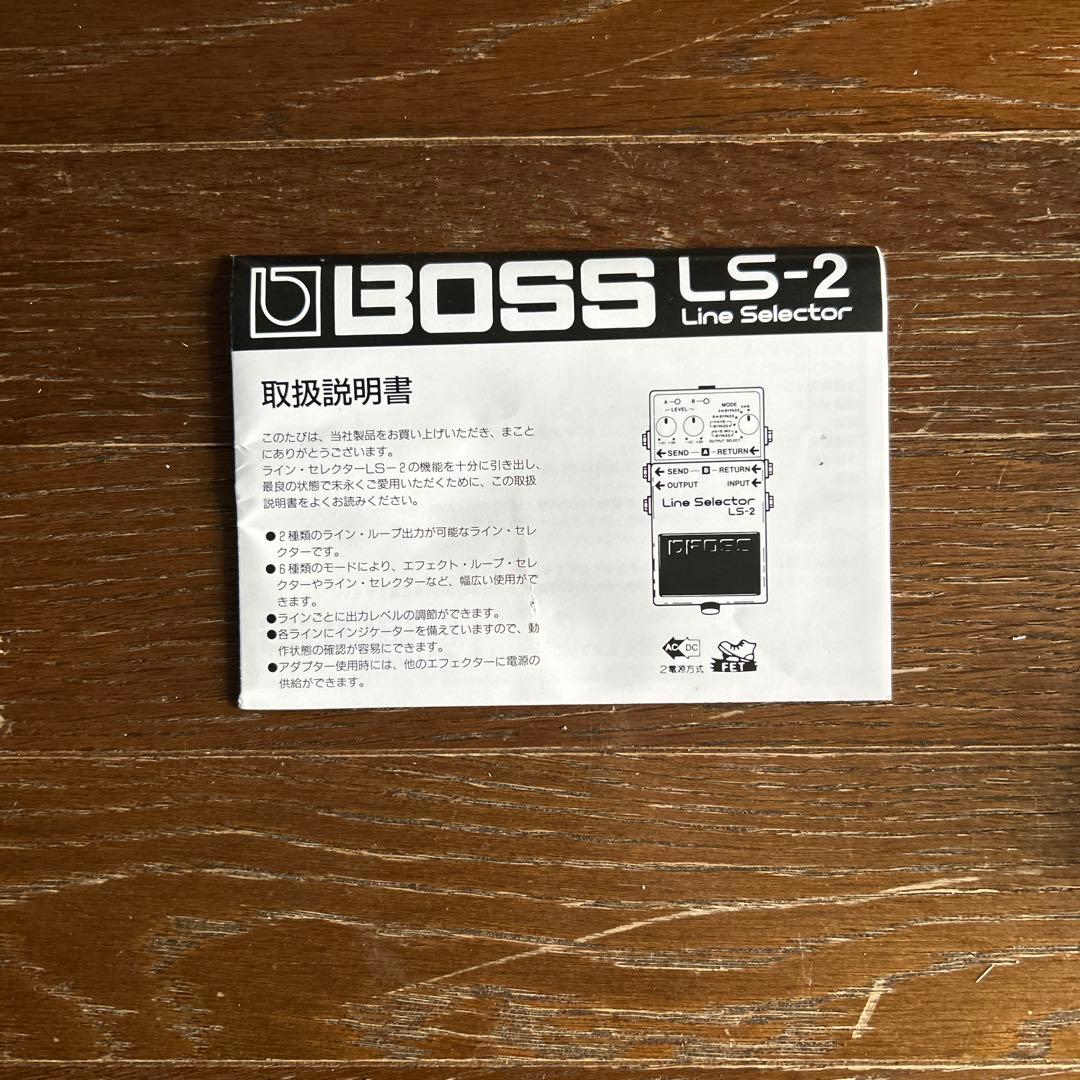 BOSS LS-2
Line Selector
取扱説明書
このたびは、当社製品をお買い上げいただき、まこと
にありがとうございます。
ライン・セレクターLS-2の機能を十分に引き出し、
最良の状態で末永くご愛用いただくために、この取扱
説明書をよくお読みください。
●2種類のライン・ループ出力が可能なライン・セレ
クターです。
●6種類のモードにより、エフェクト・ループ・セレ
クターやライン・セレクターなど、幅広い使用がで
きます。
●ラインごとに出力レベルの調節ができます。
●各ラインにインジケーターを備えていますので、動
作状態の確認が容易にできます。
●アダプター使用時には、他のエフェクターに電源の
供給ができます。
A B
LEVEL
MODE
OUTPUT SELECT
←SEND A RETURN←
←SEND B RETURN←
←OUTPUT INPUT←
Line Selector
LS-2
BOSS
AC DC
2電源方式
FET